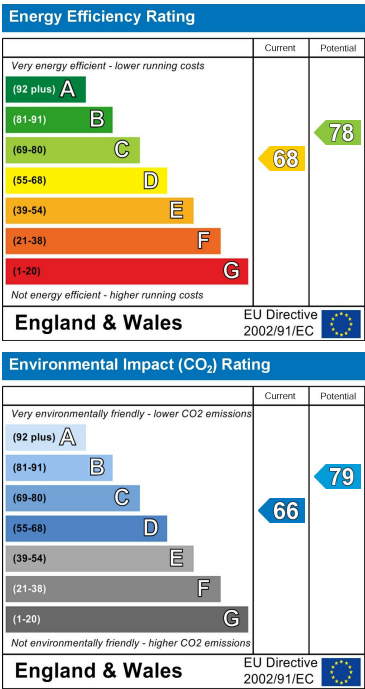 Energy Efficiency Rating
Current Potential
Very energy efficient - lower running costs
(92 plus) A
(81-91) B
(69-80) C
(55-68) D
(39-54) E
(21-38) F
(1-20) G
68
78
Not energy efficient - higher running costs
England & Wales
EU Directive
2002/91/EC
Environmental Impact (CO₂) Rating
Current Potential
Very environmentally friendly - lower CO2 emissions
(92 plus) A
(81-91) B
(69-80) C
(55-68) D
(39-54) E
(21-38) F
(1-20) G
66
79
Not environmentally friendly - higher CO2 emissions
England & Wales
EU Directive
2002/91/EC